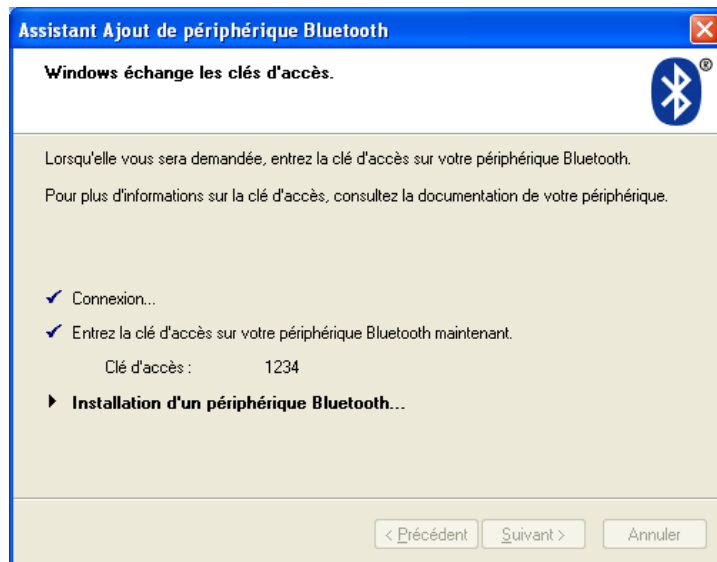 Assistant Ajout de périphérique Bluetooth
Windows échange les clés d'accès.
®
Lorsqu'elle vous sera demandée, entrez la clé d'accès sur votre périphérique Bluetooth.
Pour plus d'informations sur la clé d'accès, consultez la documentation de votre périphérique.
Connexion...
Entrez la clé d'accès sur votre périphérique Bluetooth maintenant.
Clé d'accès : 1234
Installation d'un périphérique Bluetooth...
< Précédent Suivant > Annuler